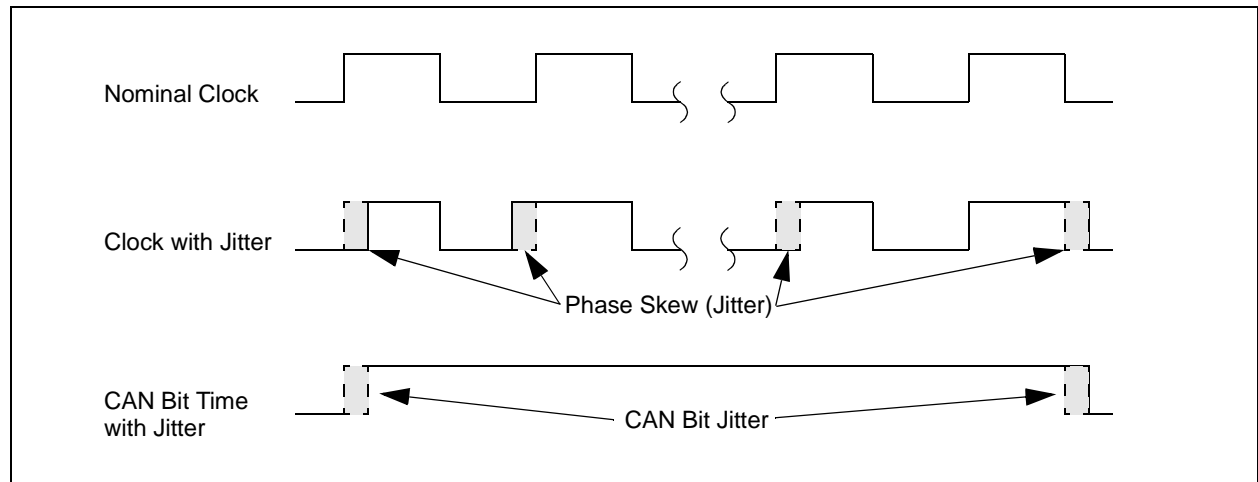 Nominal Clock
Clock with Jitter
Phase Skew (Jitter)
CAN Bit Time
with Jitter
CAN Bit Jitter